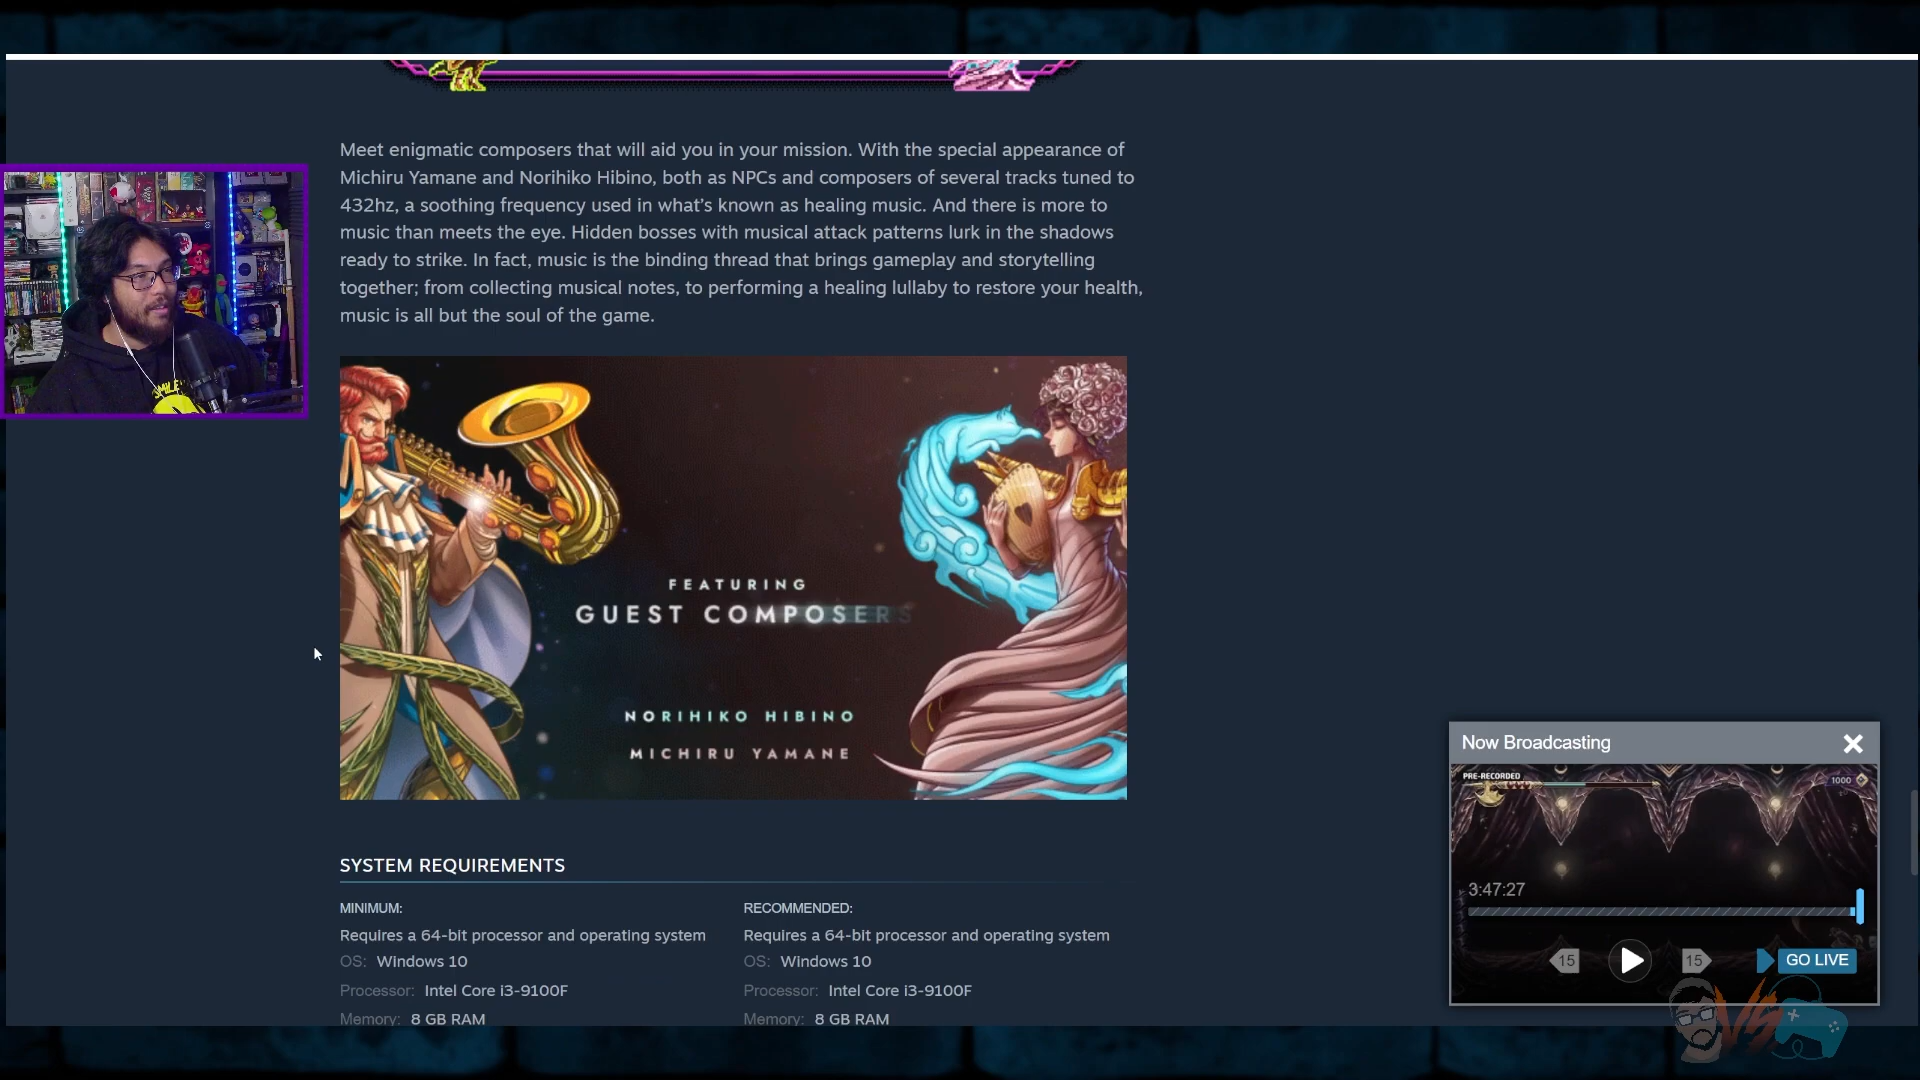 Meet enigmatic composers that will aid you in your mission. With the special appearance of
Michiru Yamane and Norihiko Hibino, both as NPCs and composers of several tracks tuned to
432hz, a soothing frequency used in what's known as healing music. And there is more to
music than meets the eye. Hidden bosses with musical attack patterns lurk in the shadows
ready to strike. In fact, music is the binding thread that brings gameplay and storytelling
together; from collecting musical notes, to performing a healing lullaby to restore your health,
music is all but the soul of the game.
SMILE
FEATURING
GUEST COMPOSERS
NORIHIKO HIBINO
MICHIRU YAMANE
SYSTEM REQUIREMENTS
MINIMUM:
Requires a 64-bit processor and operating system
OS: Windows 10
Processor: Intel Core i3-9100F
Memory: 8 GB RAM
RECOMMENDED:
Requires a 64-bit processor and operating system
OS: Windows 10
Processor: Intel Core i3-9100F
Memory: 8 GB RAM
Now Broadcasting
PRE-RECORDED
1000
3:47:27
15
15
GO LIVE
VS